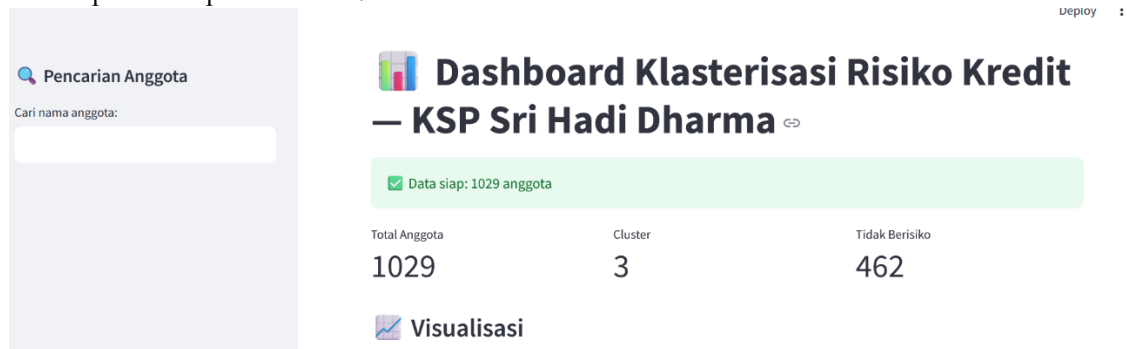 Deploy
🔍 Pencarian Anggota
Cari nama anggota:
📊 Dashboard Klasterisasi Risiko Kredit
— KSP Sri Hadi Dharma
✅ Data siap: 1029 anggota
Total Anggota
1029
Cluster
3
Tidak Berisiko
462
📈 Visualisasi